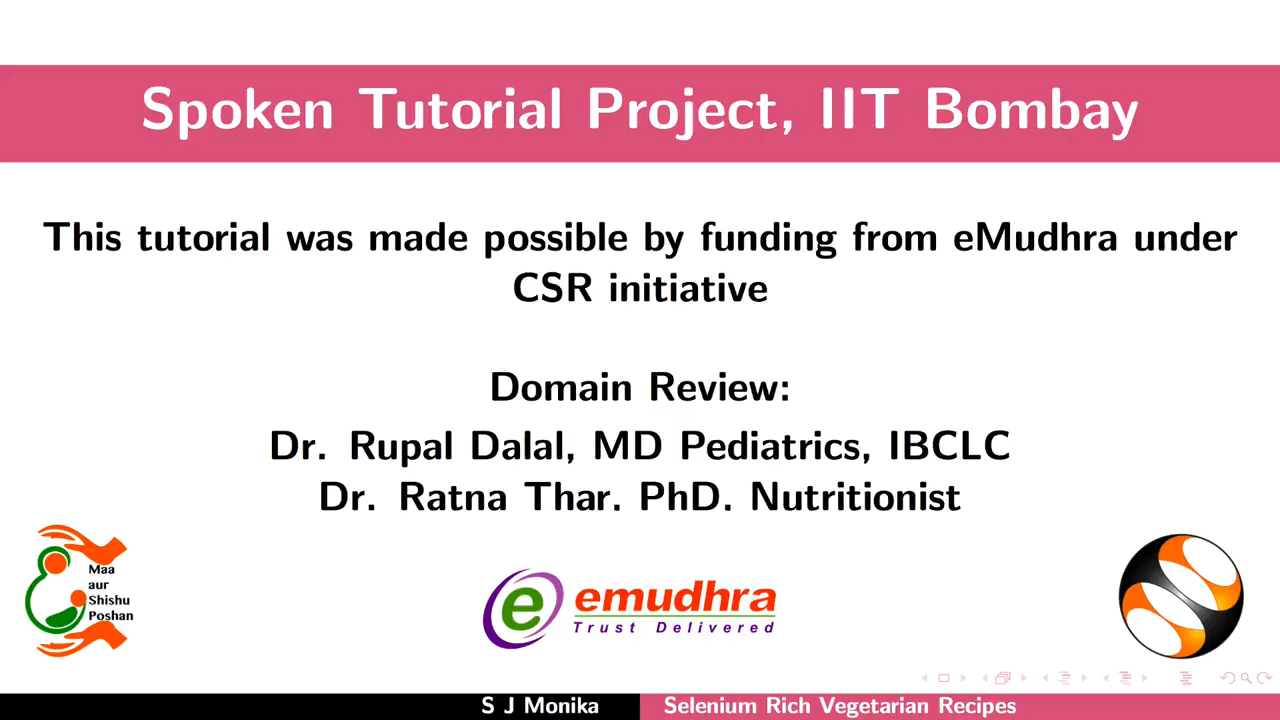 Spoken Tutorial Project, IIT Bombay
This tutorial was made possible by funding from eMudhra under
CSR initiative
Domain Review:
Dr. Rupal Dalal, MD Pediatrics, IBCLC
Dr. Ratna Thar. PhD. Nutritionist
Maa
aur
Shishu
Poshan
e emudhra
Trust Delivered
S J Monika
Selenium Rich Vegetarian Recipes